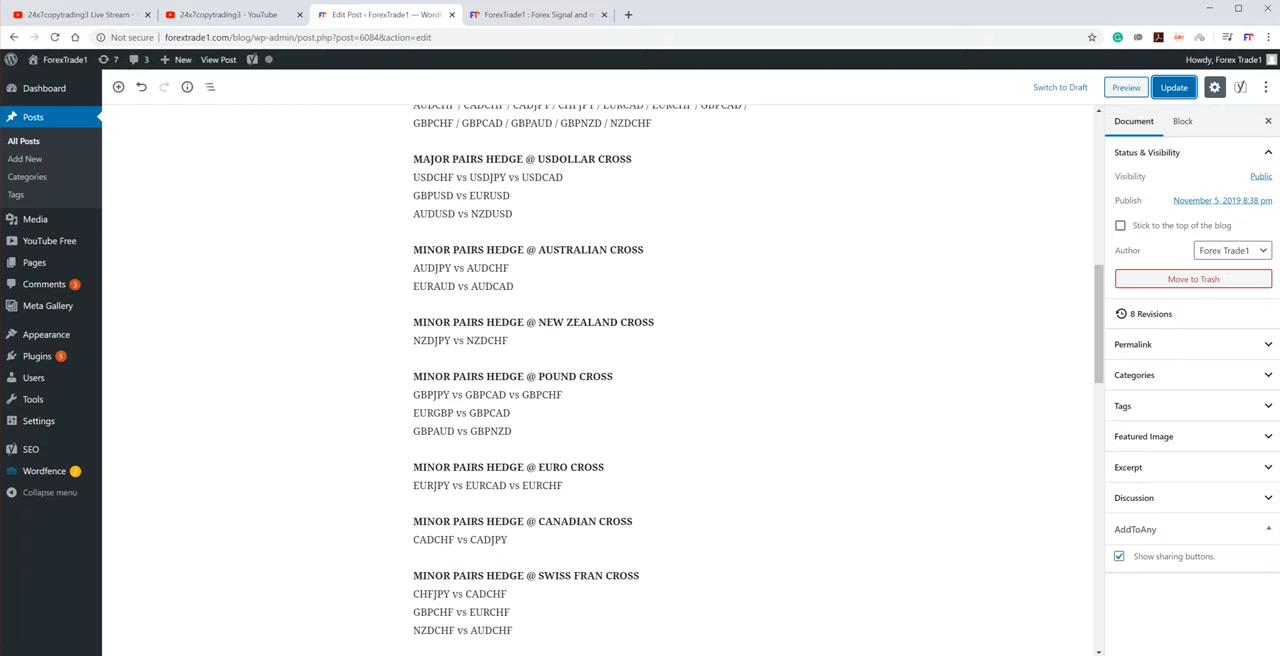 24x7copytrading3 Live Stream -
24x7copytrading3 - YouTube
Edit Post ‹ ForexTrade1 — Word
ForexTrade1 : Forex Signal and m
Not secure | forextrade1.com/blog/wp-admin/post.php?post=6084&action=edit
ForexTrade1 7 3 New View Post
Howdy, Forex Trade1
Dashboard
Posts
All Posts
Add New
Categories
Tags
Media
YouTube Free
Pages
Comments 3
Meta Gallery
Appearance
Plugins 5
Users
Tools
Settings
SEO
Wordfence 2
Collapse menu
Switch to Draft
Preview
Update
AUDCHF / CADCHF / CADJPY / CHFJPY / EURCAD / EURCHF / GBPCAD /
GBPCHF / GBPCAD / GBPAUD / GBPNZD / NZDCHF
MAJOR PAIRS HEDGE @ USDOLLAR CROSS
USDCHF vs USDJPY vs USDCAD
GBPUSD vs EURUSD
AUDUSD vs NZDUSD
MINOR PAIRS HEDGE @ AUSTRALIAN CROSS
AUDJPY vs AUDCHF
EURAUD vs AUDCAD
MINOR PAIRS HEDGE @ NEW ZEALAND CROSS
NZDJPY vs NZDCHF
MINOR PAIRS HEDGE @ POUND CROSS
GBPJPY vs GBPCAD vs GBPCHF
EURGBP vs GBPCAD
GBPAUD vs GBPNZD
MINOR PAIRS HEDGE @ EURO CROSS
EURJPY vs EURCAD vs EURCHF
MINOR PAIRS HEDGE @ CANADIAN CROSS
CADCHF vs CADJPY
MINOR PAIRS HEDGE @ SWISS FRAN CROSS
CHFJPY vs CADCHF
GBPCHF vs EURCHF
NZDCHF vs AUDCHF
Document
Block
Status & Visibility
Visibility Public
Publish November 5, 2019 8:38 pm
Stick to the top of the blog
Author Forex Trade1
Move to Trash
8 Revisions
Permalink
Categories
Tags
Featured Image
Excerpt
Discussion
AddToAny
Show sharing buttons.